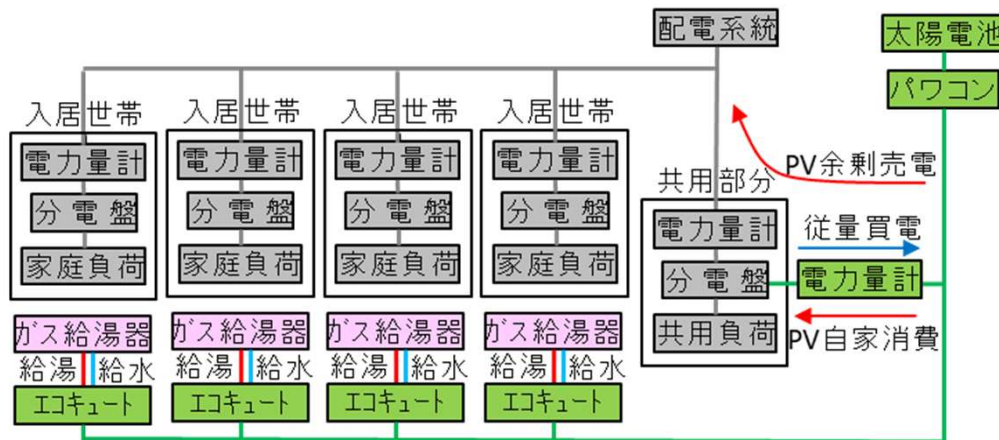 配電系統
太陽電池
パワコン
入居世帯
入居世帯
入居世帯
入居世帯
電力量計
分電盤
家庭負荷
電力量計
分電盤
家庭負荷
電力量計
分電盤
家庭負荷
電力量計
分電盤
家庭負荷
PV余剰売電
共用部分
電力量計
分電盤
共用負荷
従量買電
電力量計
PV自家消費
ガス給湯器
給湯 給水
エコキュート
ガス給湯器
給湯 給水
エコキュート
ガス給湯器
給湯 給水
エコキュート
ガス給湯器
給湯 給水
エコキュート